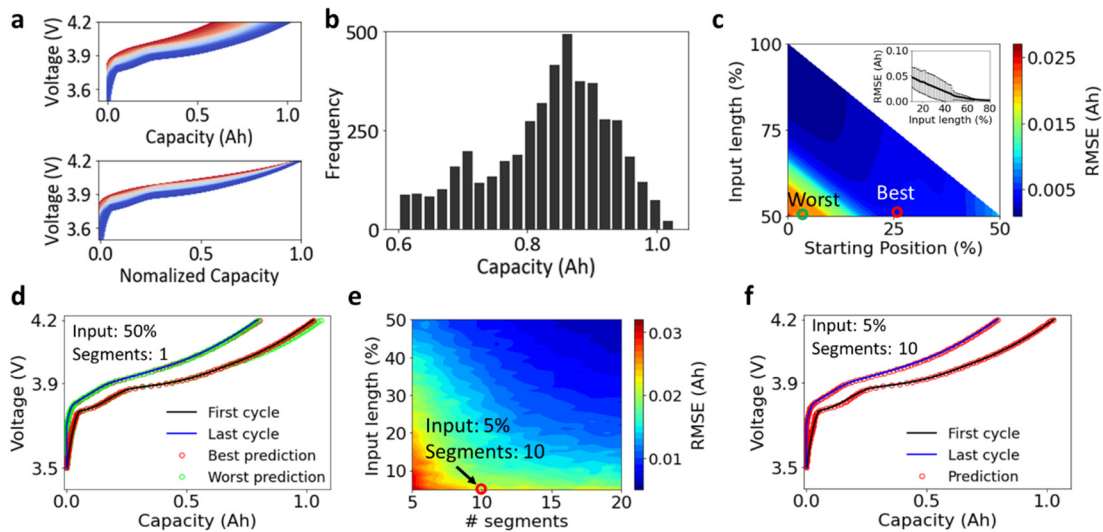 a
Voltage (V)
4.2
3.9
3.6
0.0
0.5
1.0
Capacity (Ah)
Voltage (V)
4.2
3.9
3.6
0.0
0.5
1.0
Nomalized Capacity
b
Frequency
500
250
0
0.6
0.8
1.0
Capacity (Ah)
c
Input length (%)
100
75
50
0
25
50
Starting Position (%)
Worst
Best
RMSE (Ah)
0.10
0.05
0.00
20
40
60
80
Input length (%)
0.025
0.015
0.005
RMSE (Ah)
d
Voltage (V)
4.2
3.9
3.5
0.0
0.5
1.0
Capacity (Ah)
Input: 50%
Segments: 1
First cycle
Last cycle
Best prediction
Worst prediction
e
Input length (%)
50
40
30
20
10
5
10
15
20
# segments
Input: 5%
Segments: 10
0.03
0.02
0.01
RMSE (Ah)
f
Voltage (V)
4.2
3.9
3.5
0.0
0.5
1.0
Capacity (Ah)
Input: 5%
Segments: 10
First cycle
Last cycle
Prediction